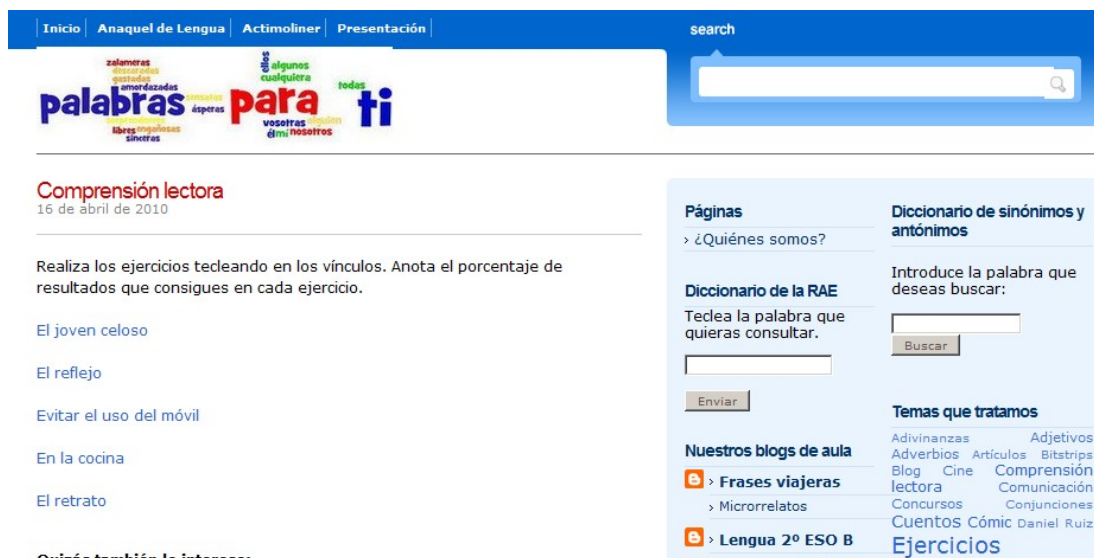 Inicio Anaquel de Lengua Actimoliner Presentación
search
zalameras
descaradas
gastadas
amordazadas
palabras
ásperas
libres engañosas
sinceras
ellos
algunos
cualquiera
para
todas
ti
vosotras alguien
él mí nosotros
Comprensión lectora
16 de abril de 2010
Realiza los ejercicios tecleando en los vínculos. Anota el porcentaje de
resultados que consigues en cada ejercicio.
El joven celoso
El reflejo
Evitar el uso del móvil
En la cocina
El retrato
Páginas
› ¿Quiénes somos?
Diccionario de la RAE
Teclea la palabra que
quieras consultar.
Enviar
Nuestros blogs de aula
› Frases viajeras
› Microrrelatos
› Lengua 2º ESO B
Diccionario de sinónimos y
antónimos
Introduce la palabra que
deseas buscar:
Buscar
Temas que tratamos
Adivinanzas Adjetivos
Adverbios Artículos Bitstrips
Blog Cine Comprensión
lectora Comunicación
Concursos Conjunciones
Cuentos Cómic Daniel Ruiz
Ejercicios